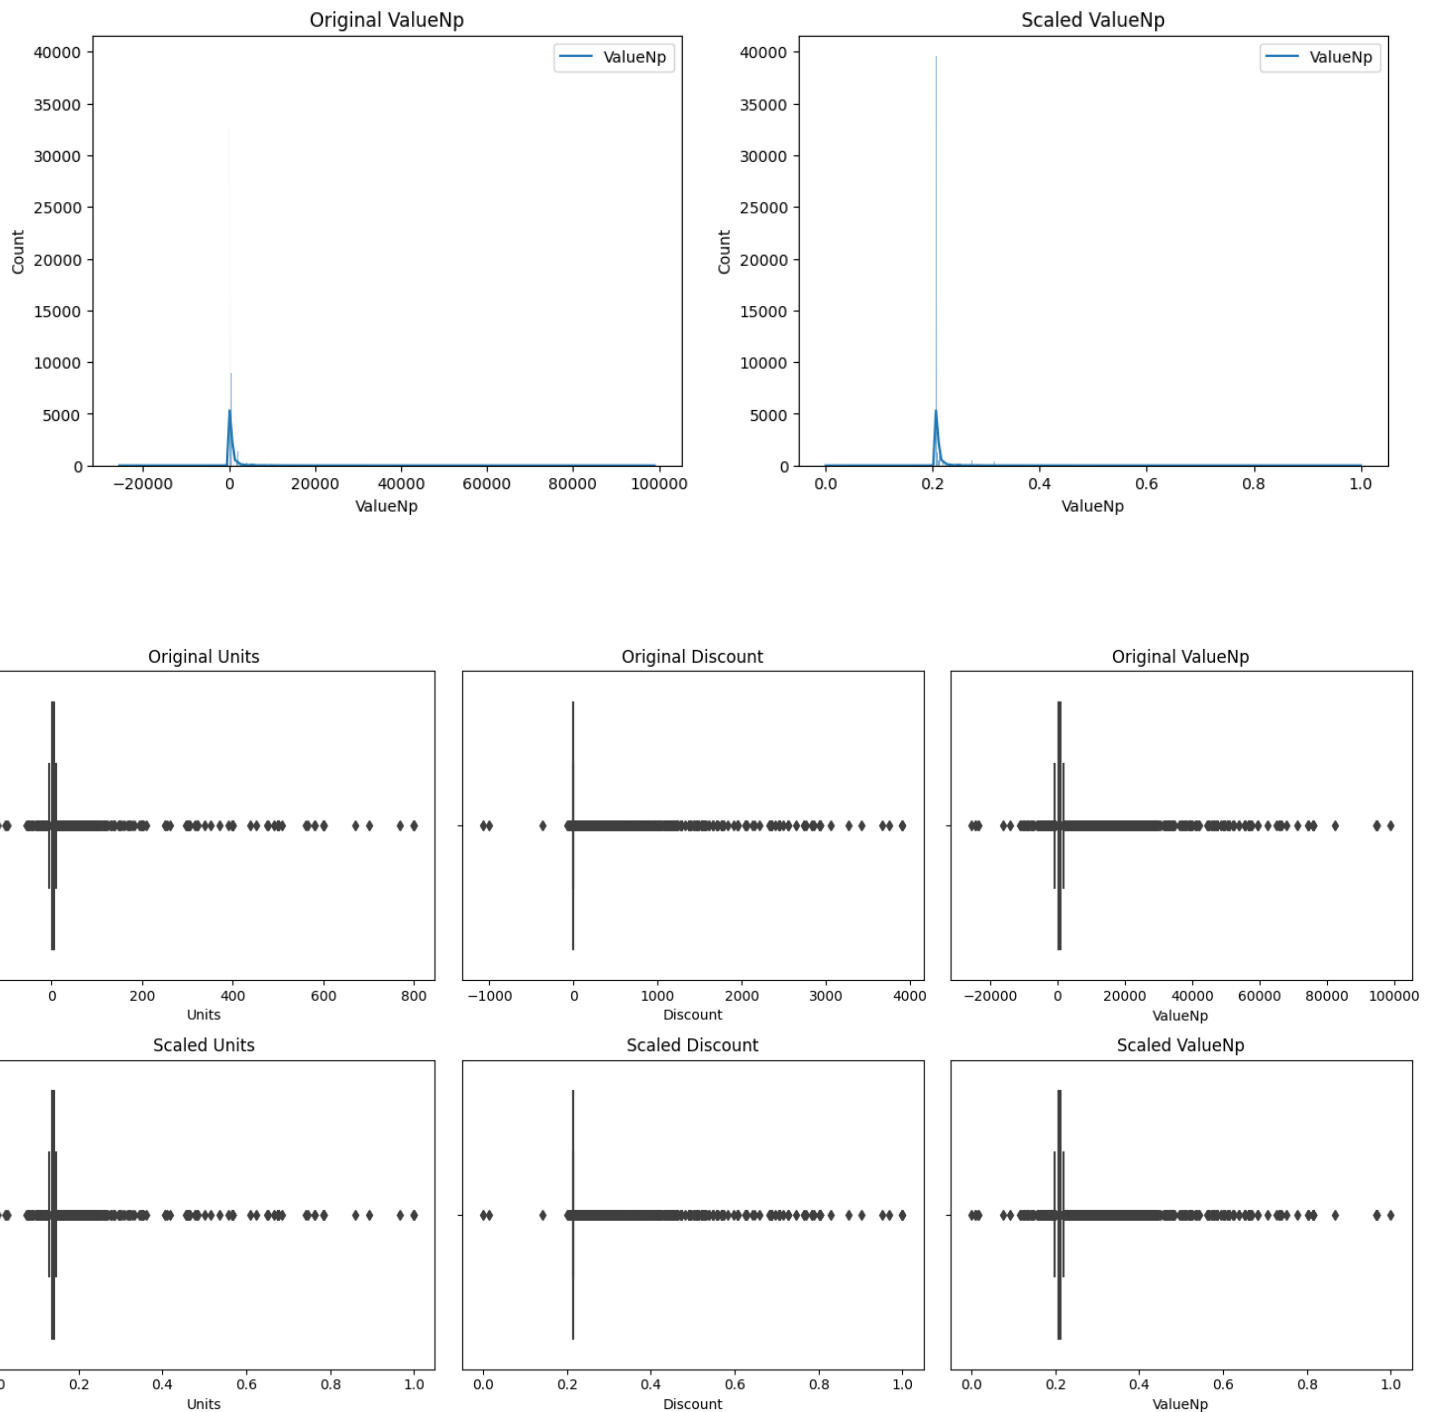 Original ValueNp
Scaled ValueNp
40000
35000
30000
25000
20000
15000
10000
5000
0
Count
ValueNp
−20000 0 20000 40000 60000 80000 100000
ValueNp
40000
35000
30000
25000
20000
15000
10000
5000
0
Count
ValueNp
0.0 0.2 0.4 0.6 0.8 1.0
ValueNp
Original Units
Original Discount
Original ValueNp
0 200 400 600 800
Units
−1000 0 1000 2000 3000 4000
Discount
−20000 0 20000 40000 60000 80000 100000
ValueNp
Scaled Units
Scaled Discount
Scaled ValueNp
0.2 0.4 0.6 0.8 1.0
Units
0.0 0.2 0.4 0.6 0.8 1.0
Discount
0.0 0.2 0.4 0.6 0.8 1.0
ValueNp